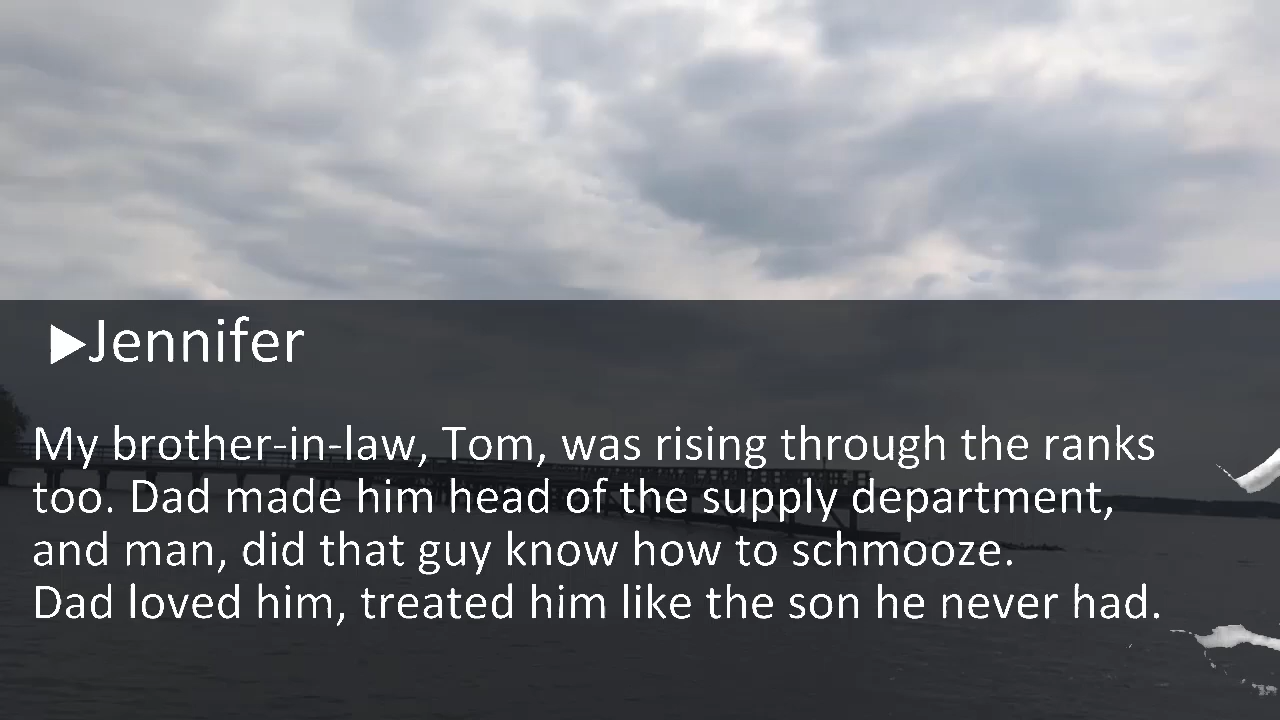 ▶Jennifer
My brother-in-law, Tom, was rising through the ranks
too. Dad made him head of the supply department,
and man, did that guy know how to schmooze.
Dad loved him, treated him like the son he never had.